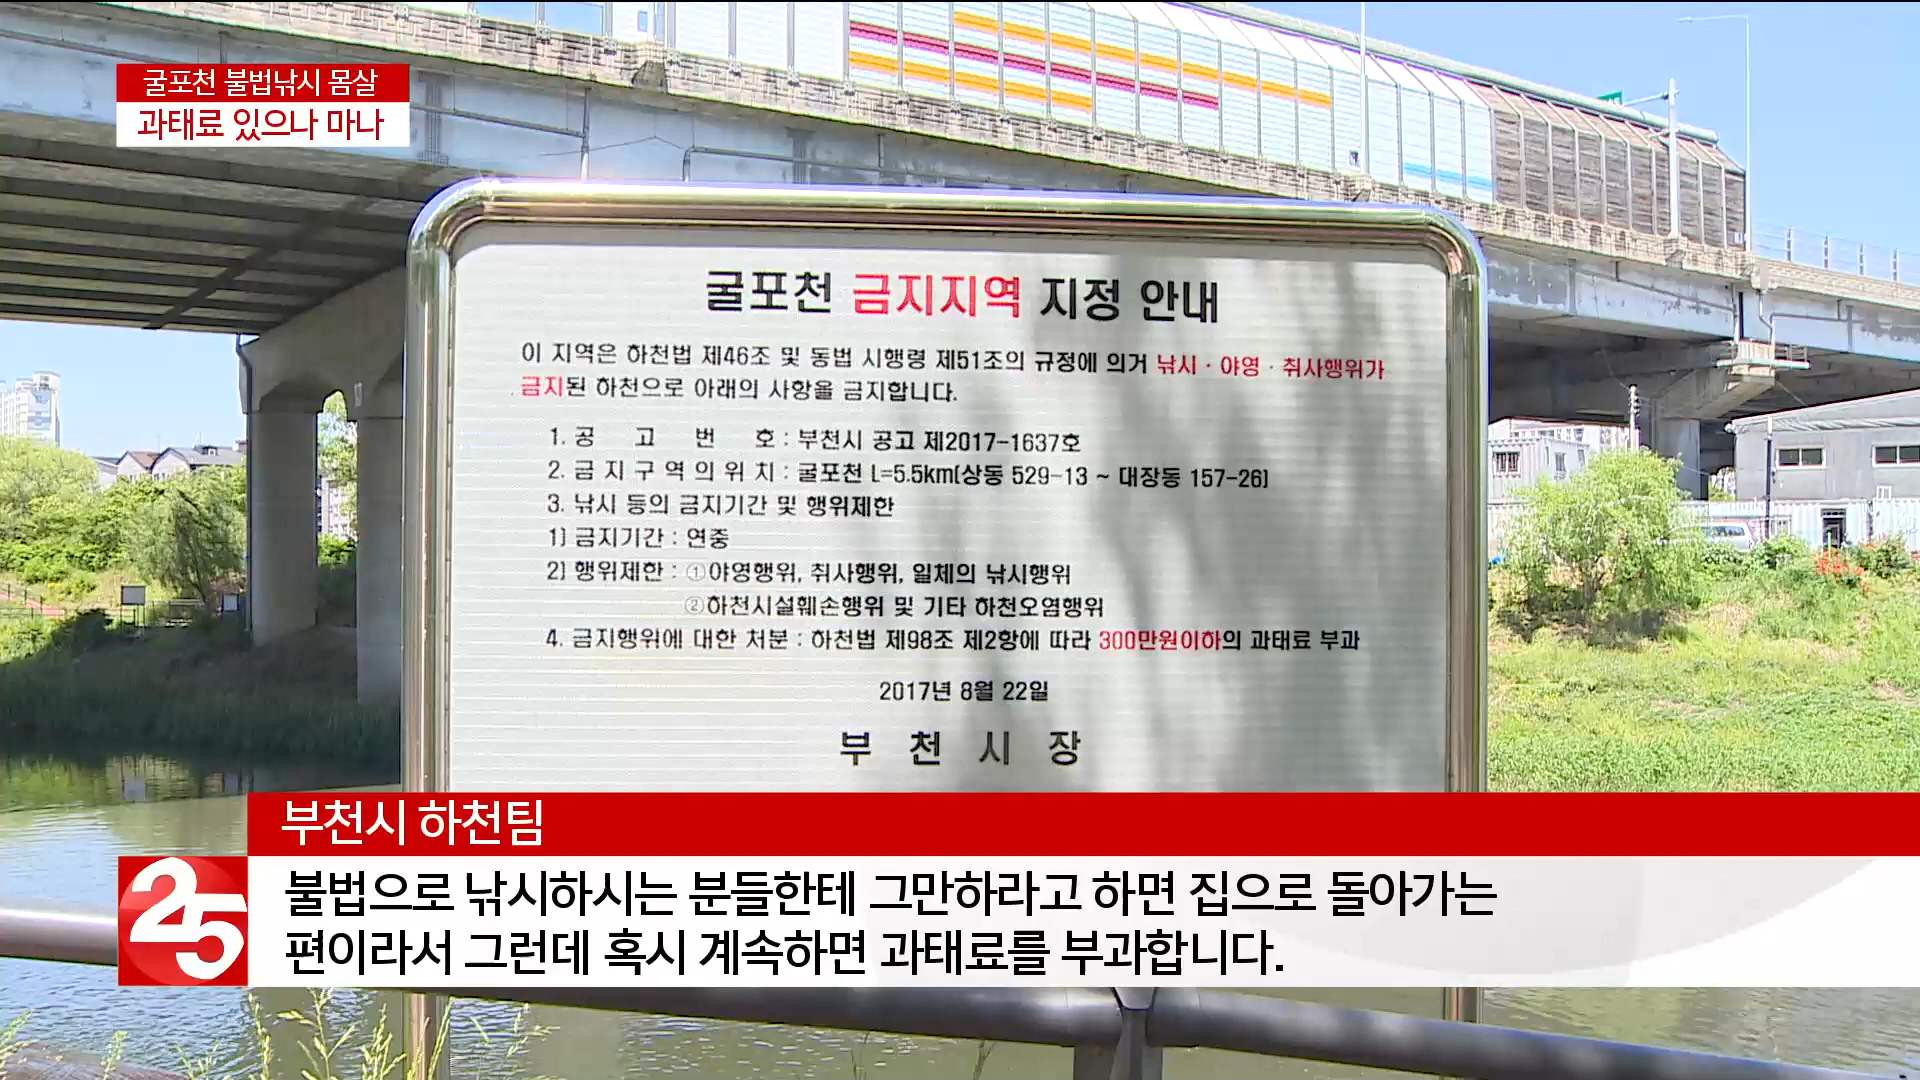 굴포천 불법낚시 몸살
과태료 있으나 마나
굴포천 금지지역 지정 안내
이 지역은 하천법 제46조 및 동법 시행령 제51조의 규정에 의거 낚시·야영·취사행위가
금지된 하천으로 아래의 사항을 금지합니다.
1. 공 고 번 호 : 부천시 공고 제2017-1637호
2. 금 지 구 역 의 위 치 : 굴포천 L=5.5km(상동 529-13 ~ 대장동 157-26)
3. 낚시 등의 금지기간 및 행위제한
1) 금지기간 : 연중
2) 행위제한 : ①야영행위, 취사행위, 일체의 낚시행위
②하천시설훼손행위 및 기타 하천오염행위
4. 금지행위에 대한 처분 : 하천법 제98조 제2항에 따라 300만원이하의 과태료 부과
2017년 8월 22일
부 천 시 장
부천시 하천팀
25
불법으로 낚시하시는 분들한테 그만하라고 하면 집으로 돌아가는
편이라서 그런데 혹시 계속하면 과태료를 부과합니다.